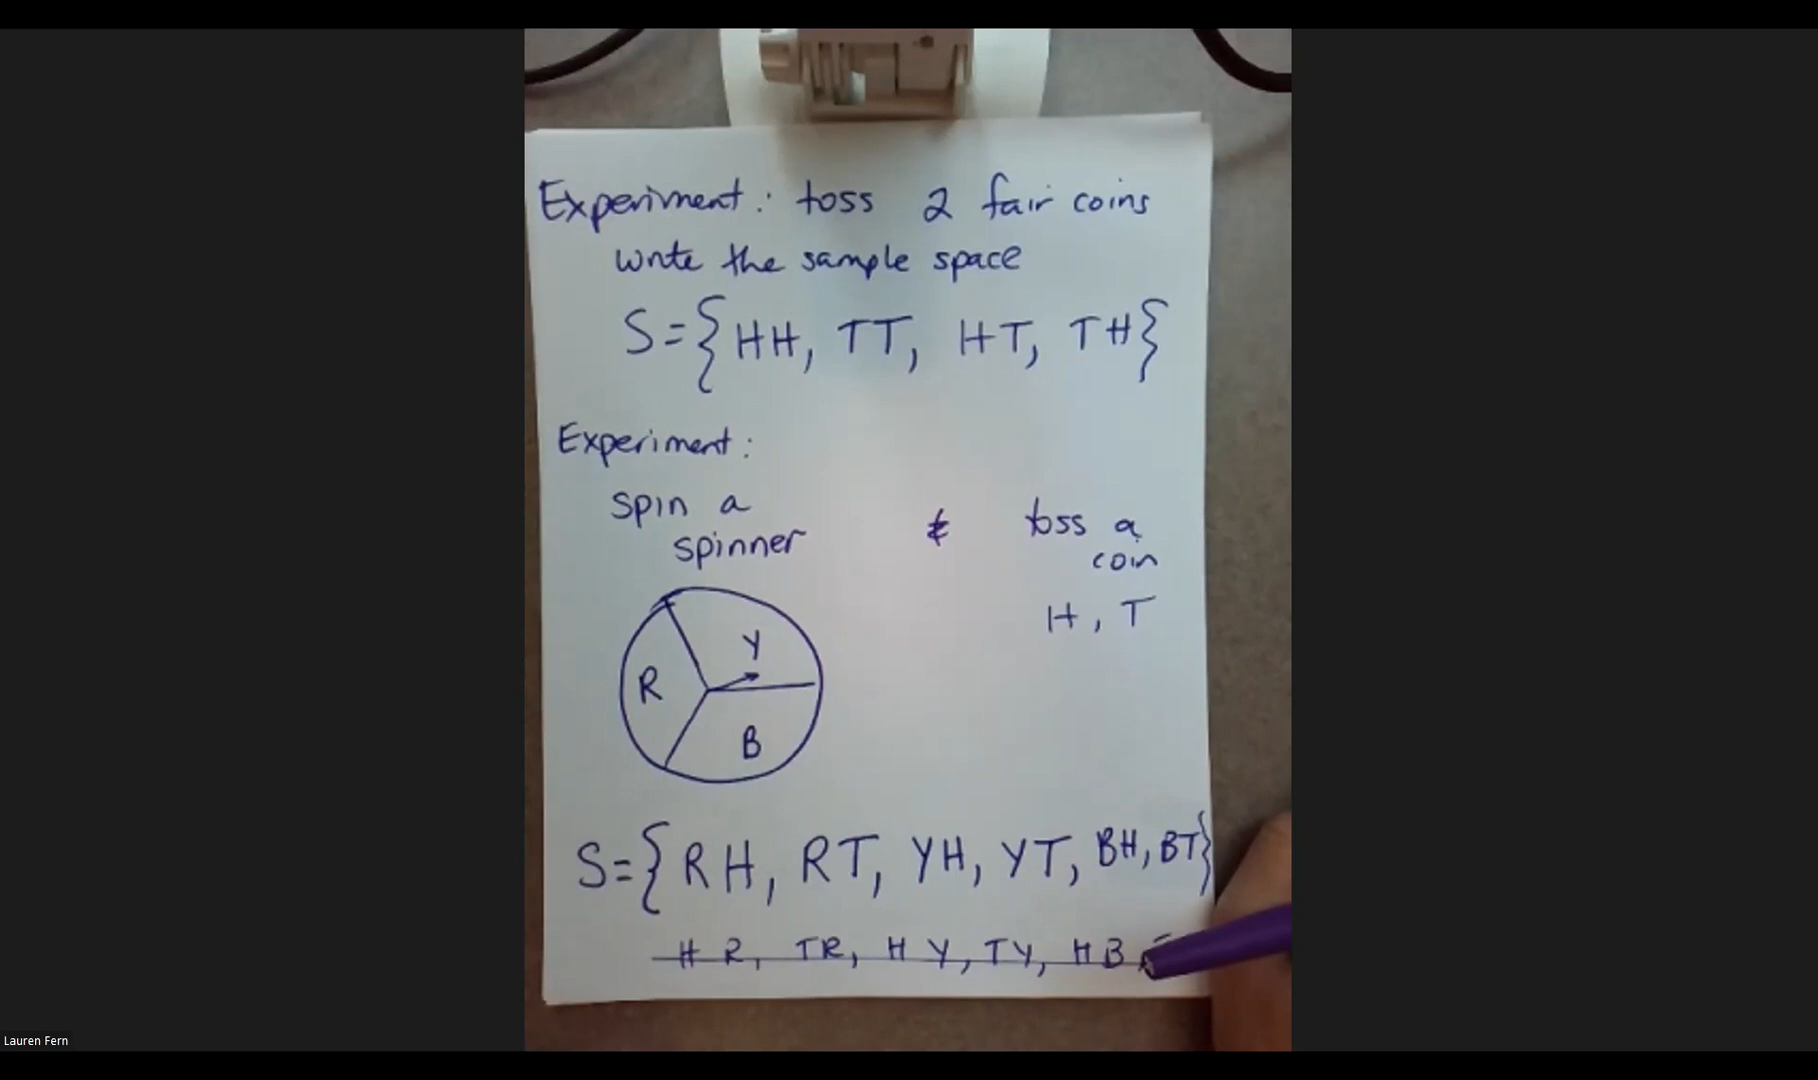 Experiment: toss 2 fair coins
write the sample space
S={HH, TT, HT, TH}
Experiment:
spin a
spinner
& toss a
coin
H, T
Y
R
B
S={RH, RT, YH, YT, BH, BT}
HR, TR, HY, TY, HB
Lauren Fern